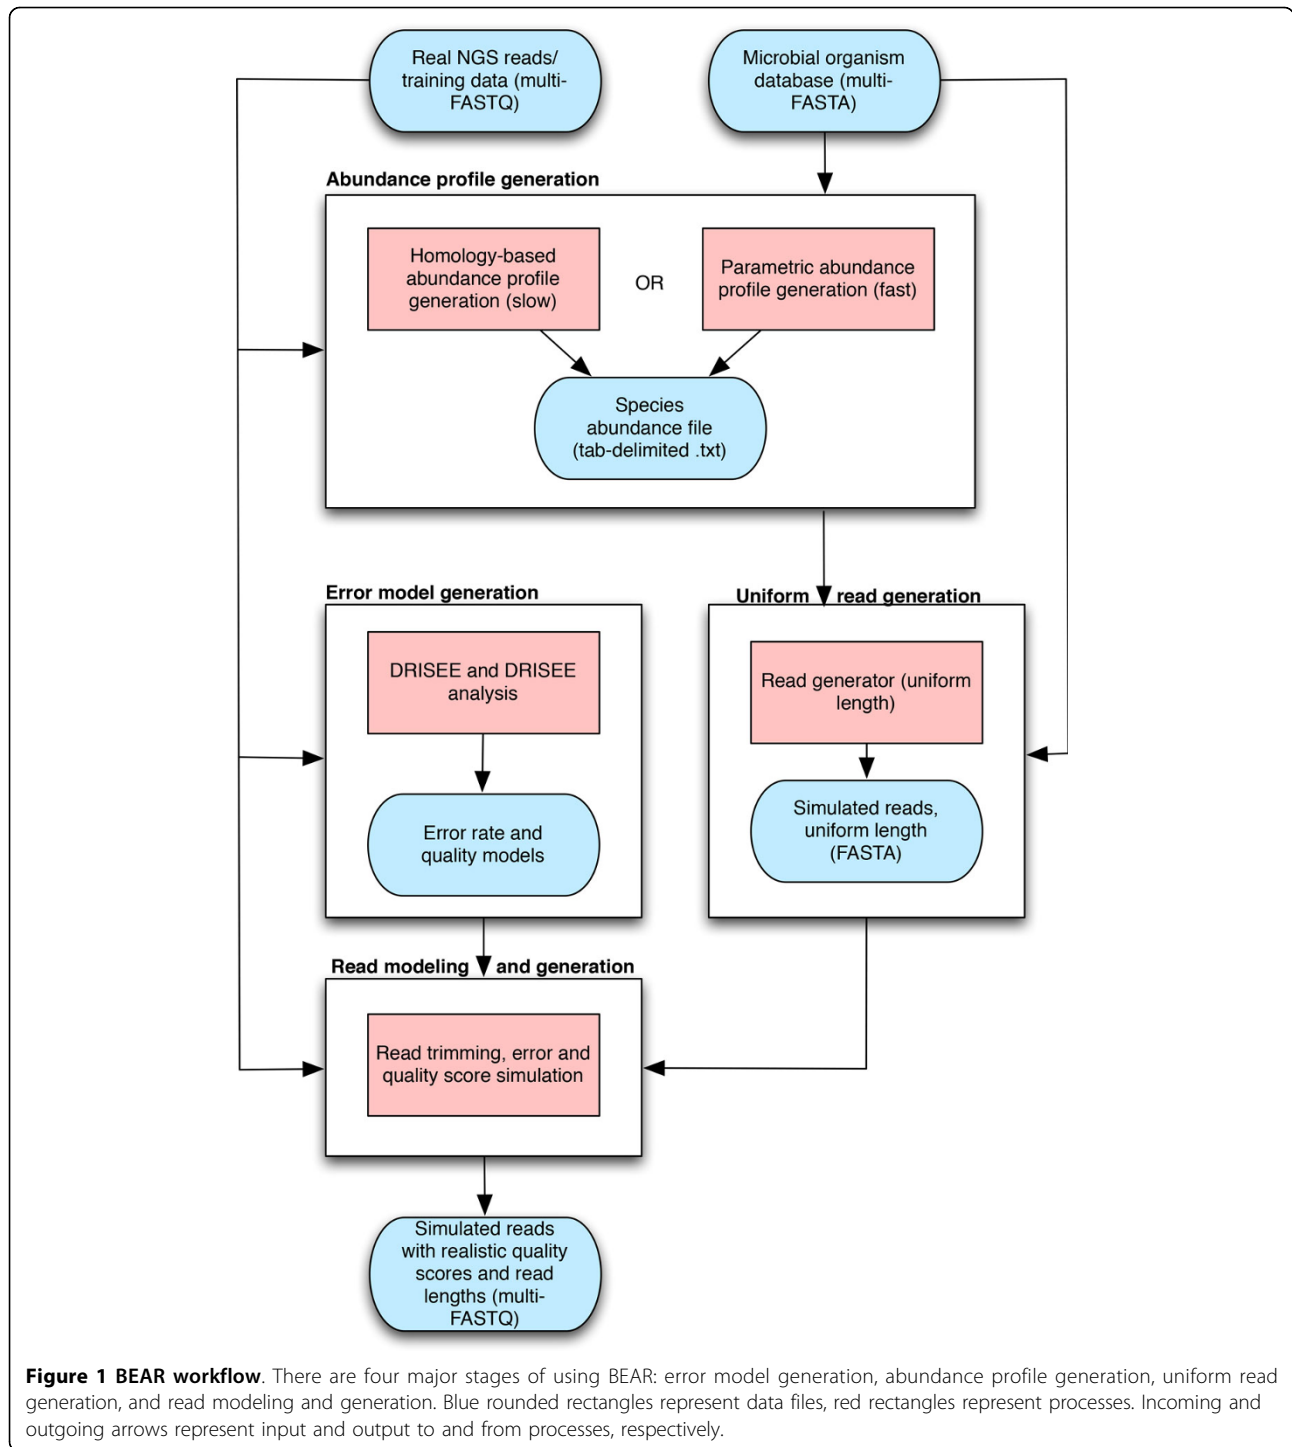 Real NGS reads/
training data (multi-
FASTQ)
Microbial organism
database (multi-
FASTA)
Abundance profile generation
Homology-based
abundance profile
generation (slow)
OR
Parametric abundance
profile generation (fast)
Species
abundance file
(tab-delimited .txt)
Error model generation
DRISEE and DRISEE
analysis
Error rate and
quality models
Uniform read generation
Read generator (uniform
length)
Simulated reads,
uniform length
(FASTA)
Read modeling and generation
Read trimming, error and
quality score simulation
Simulated reads
with realistic quality
scores and read
lengths (multi-
FASTQ)
Figure 1 BEAR workflow. There are four major stages of using BEAR: error model generation, abundance profile generation, uniform read
generation, and read modeling and generation. Blue rounded rectangles represent data files, red rectangles represent processes. Incoming and
outgoing arrows represent input and output to and from processes, respectively.